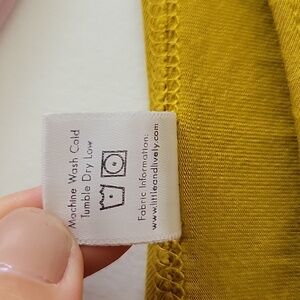 Machine Wash Cold
Tumble Dry Low
Fabric Information:
www.littleandlively.com